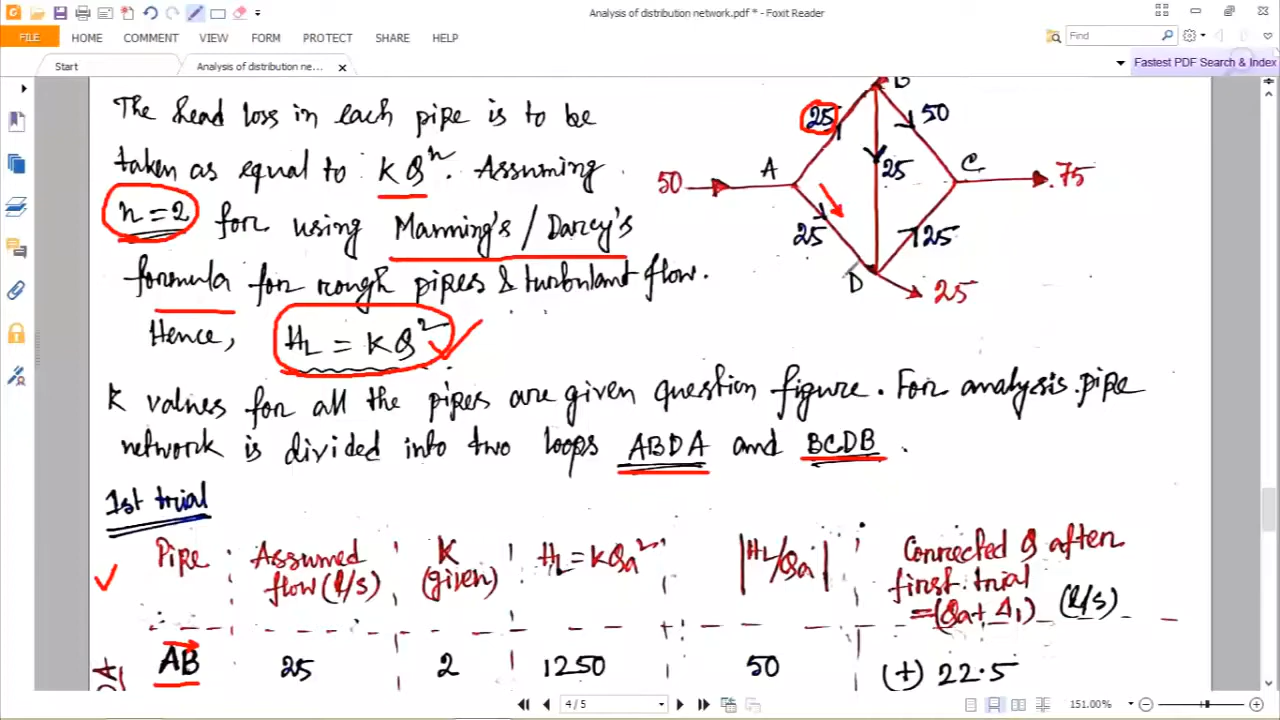 Analysis of distribution network.pdf * - Foxit Reader
FILE HOME COMMENT VIEW FORM PROTECT SHARE HELP
Find
Start
Analysis of distribution ne...
Fastest PDF Search & Index
The head loss in each pipe is to be
taken as equal to KQⁿ. Assuming
n=2 for using Manning's / Darcy's
formula for rough pipes & turbulant flow.
Hence, HL = KQ²
K values for all the pipes are given question figure. For analysis pipe
network is divided into two loops ABDA and BCDB.
25
50
A
C
50
25
75
25
25
D
25
1st trial
Pipe Assumed flow (l/s) K (given) HL = KQa² |HL/Qa| Connected Q after first trial = (Qa + Δ1) (l/s)
AB 25 2 1250 50 (+) 22.5
4 / 5
151.00%